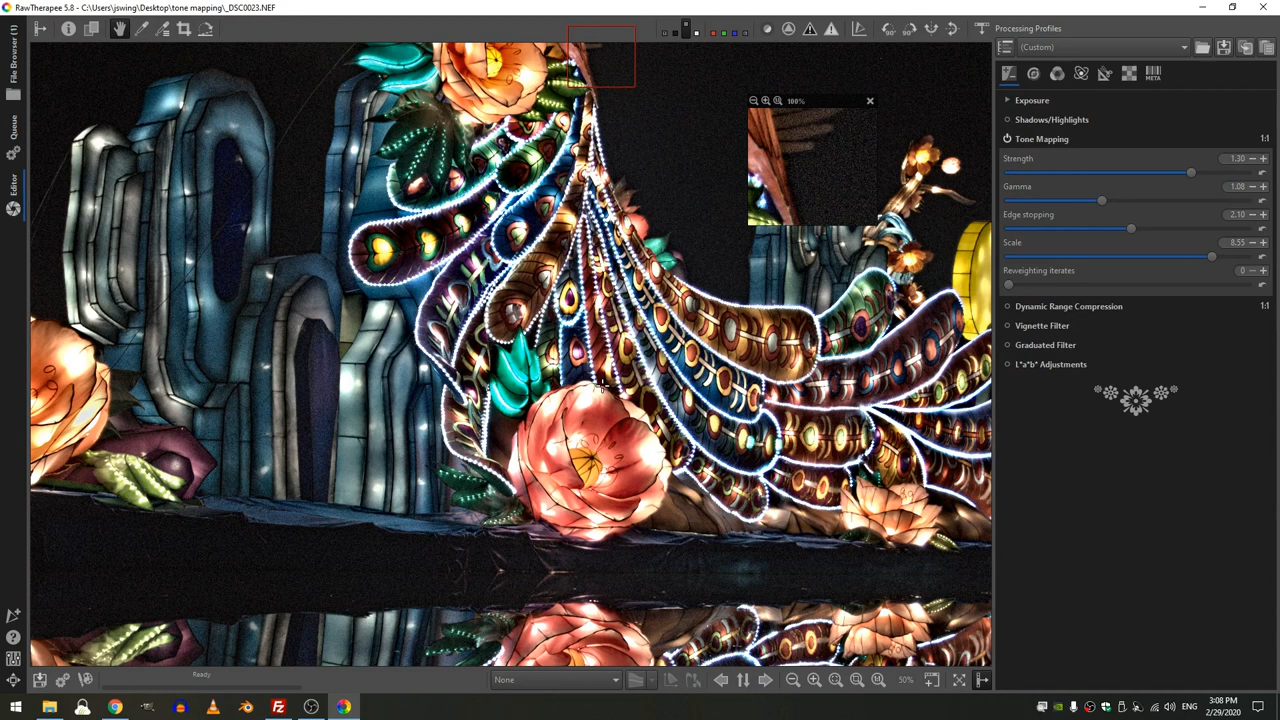 RawTherapee 5.8 - C:\Users\jswing\Desktop\tone mapping\_DSC0023.NEF
File Browser (1)
Queue
Editor
100%
Processing Profiles
(Custom)
META
Exposure
Shadows/Highlights
Tone Mapping
1:1
Strength
1.30
Gamma
1.08
Edge stopping
2.10
Scale
8.55
Reweighting iterates
0
Dynamic Range Compression
1:1
Vignette Filter
Graduated Filter
L*a*b* Adjustments
Ready
None
50%
ENG
3:08 PM
2/29/2020